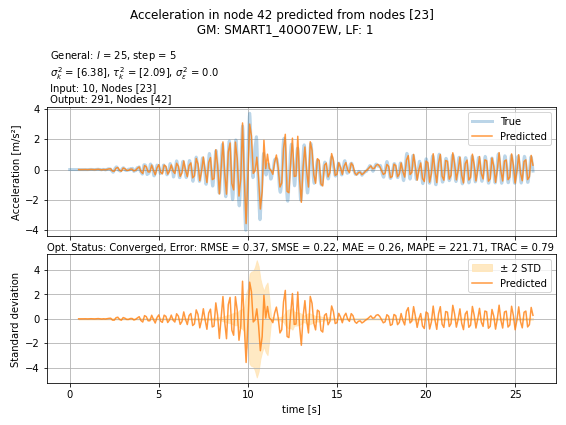 Acceleration in node 42 predicted from nodes [23]
GM: SMART1_40O07EW, LF: 1
General: l = 25, step = 5
σ²ₖ = [6.38], τ²ₖ = [2.09], σ²ₑ = 0.0
Input: 10, Nodes [23]
Output: 291, Nodes [42]
4
2
0
−2
−4
Acceleration [m/s²]
True
Predicted
Opt. Status: Converged, Error: RMSE = 0.37, SMSE = 0.22, MAE = 0.26, MAPE = 221.71, TRAC = 0.79
4
2
0
−2
−4
Standard deviation
± 2 STD
Predicted
0 5 10 15 20 25
time [s]